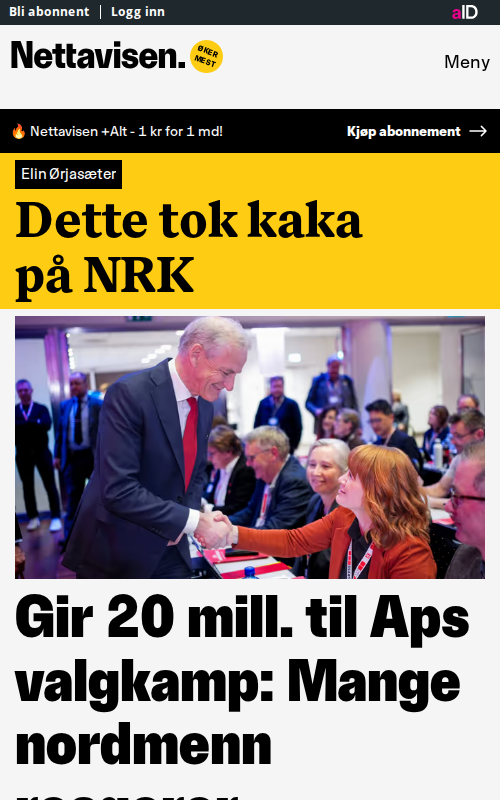 Bli abonnent | Logg inn
aID
Nettavisen.
ØKER
MEST
Meny
🔥 Nettavisen +Alt - 1 kr for 1 md!
Kjøp abonnement →
Elin Ørjasæter
Dette tok kaka
på NRK
Gir 20 mill. til Aps
valgkamp: Mange
nordmenn